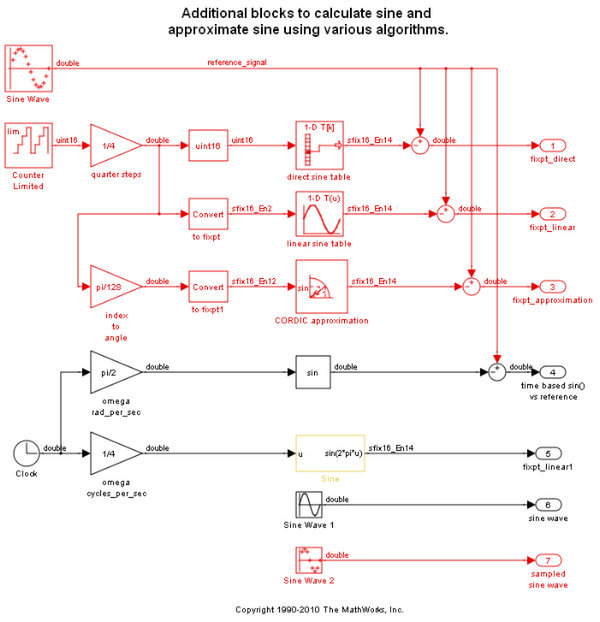 Additional blocks to calculate sine and
approximate sine using various algorithms.
double
reference_signal
Sine Wave
lim
uint16
1/4
double
uint16
uint16
1-D T[k]
sfix16_En14
double
1
Counter
Limited
quarter steps
direct sine table
fixpt_direct
Convert
sfix16_En2
1-D T(u)
sfix16_En14
double
2
to fixpt
linear sine table
fixpt_linear
pi/128
double
Convert
sfix16_En12
sin
sfix16_En14
double
3
index
to
angle
to fixpt1
CORDIC approximation
fixpt_approximation
pi/2
double
sin
double
double
4
omega
rad_per_sec
time based sin()
vs reference
double
Clock
1/4
double
u
sin(2*pi*u)
sfix16_En14
5
omega
cycles_per_sec
Sine
fixpt_linear1
double
6
Sine Wave 1
sine wave
double
7
Sine Wave 2
sampled
sine wave
Copyright 1990-2010 The MathWorks, Inc.